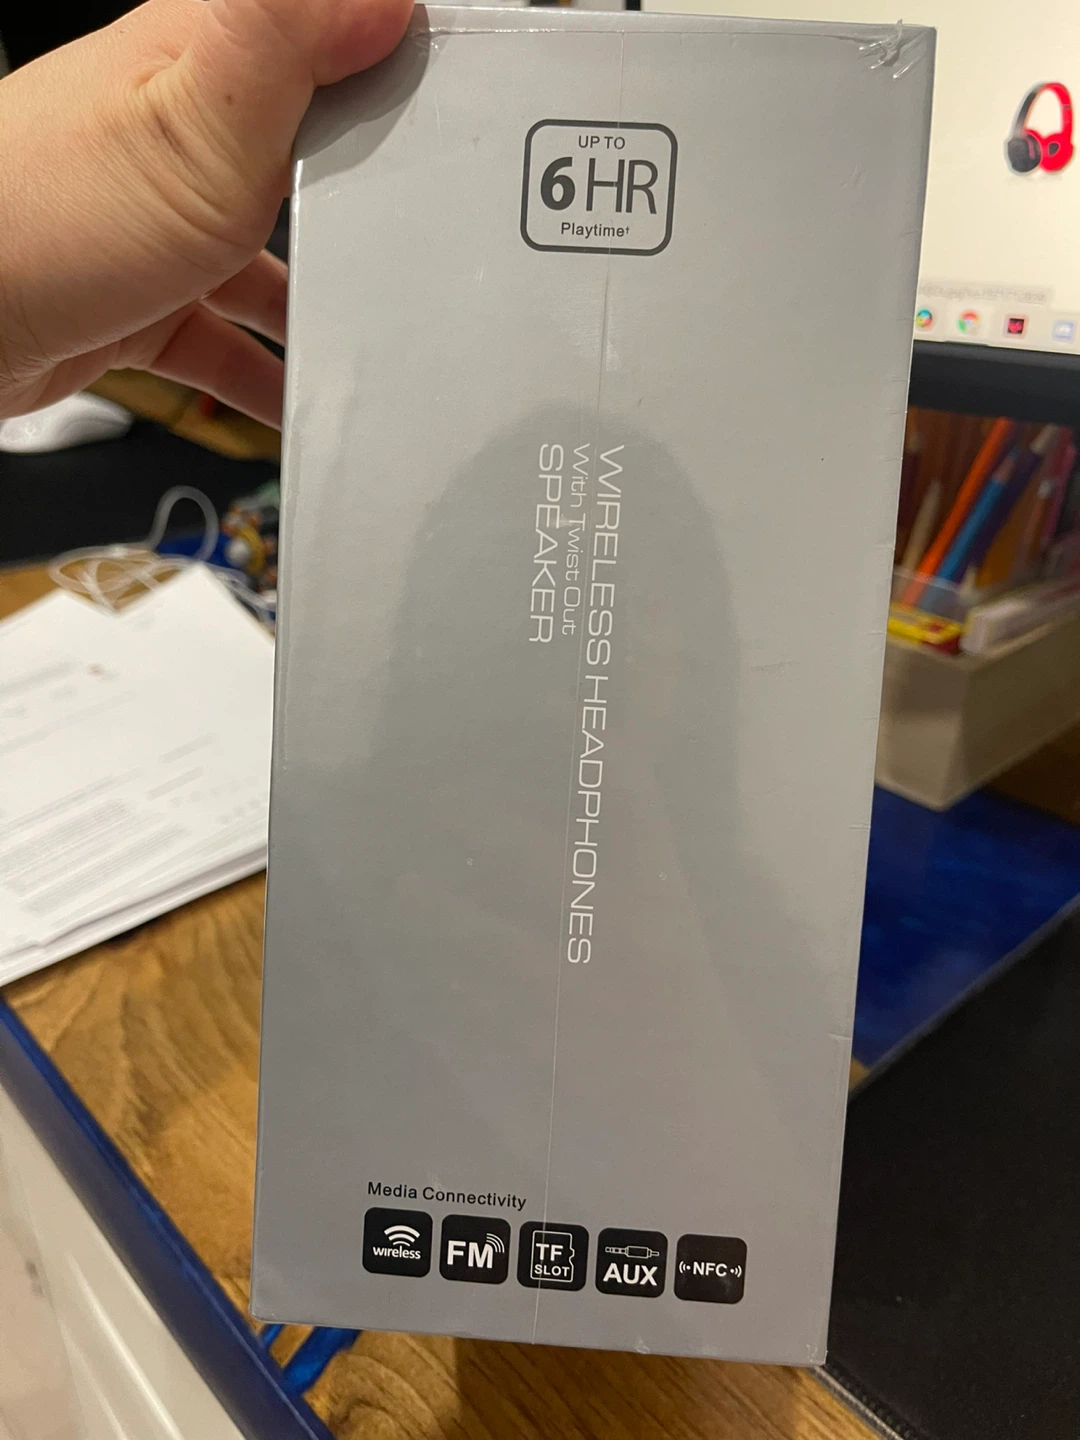 UP TO
6 HR
Playtime†
WIRELESS HEADPHONES
With Twist Out
SPEAKER
Media Connectivity
wireless
FM
TF
SLOT
AUX
NFC